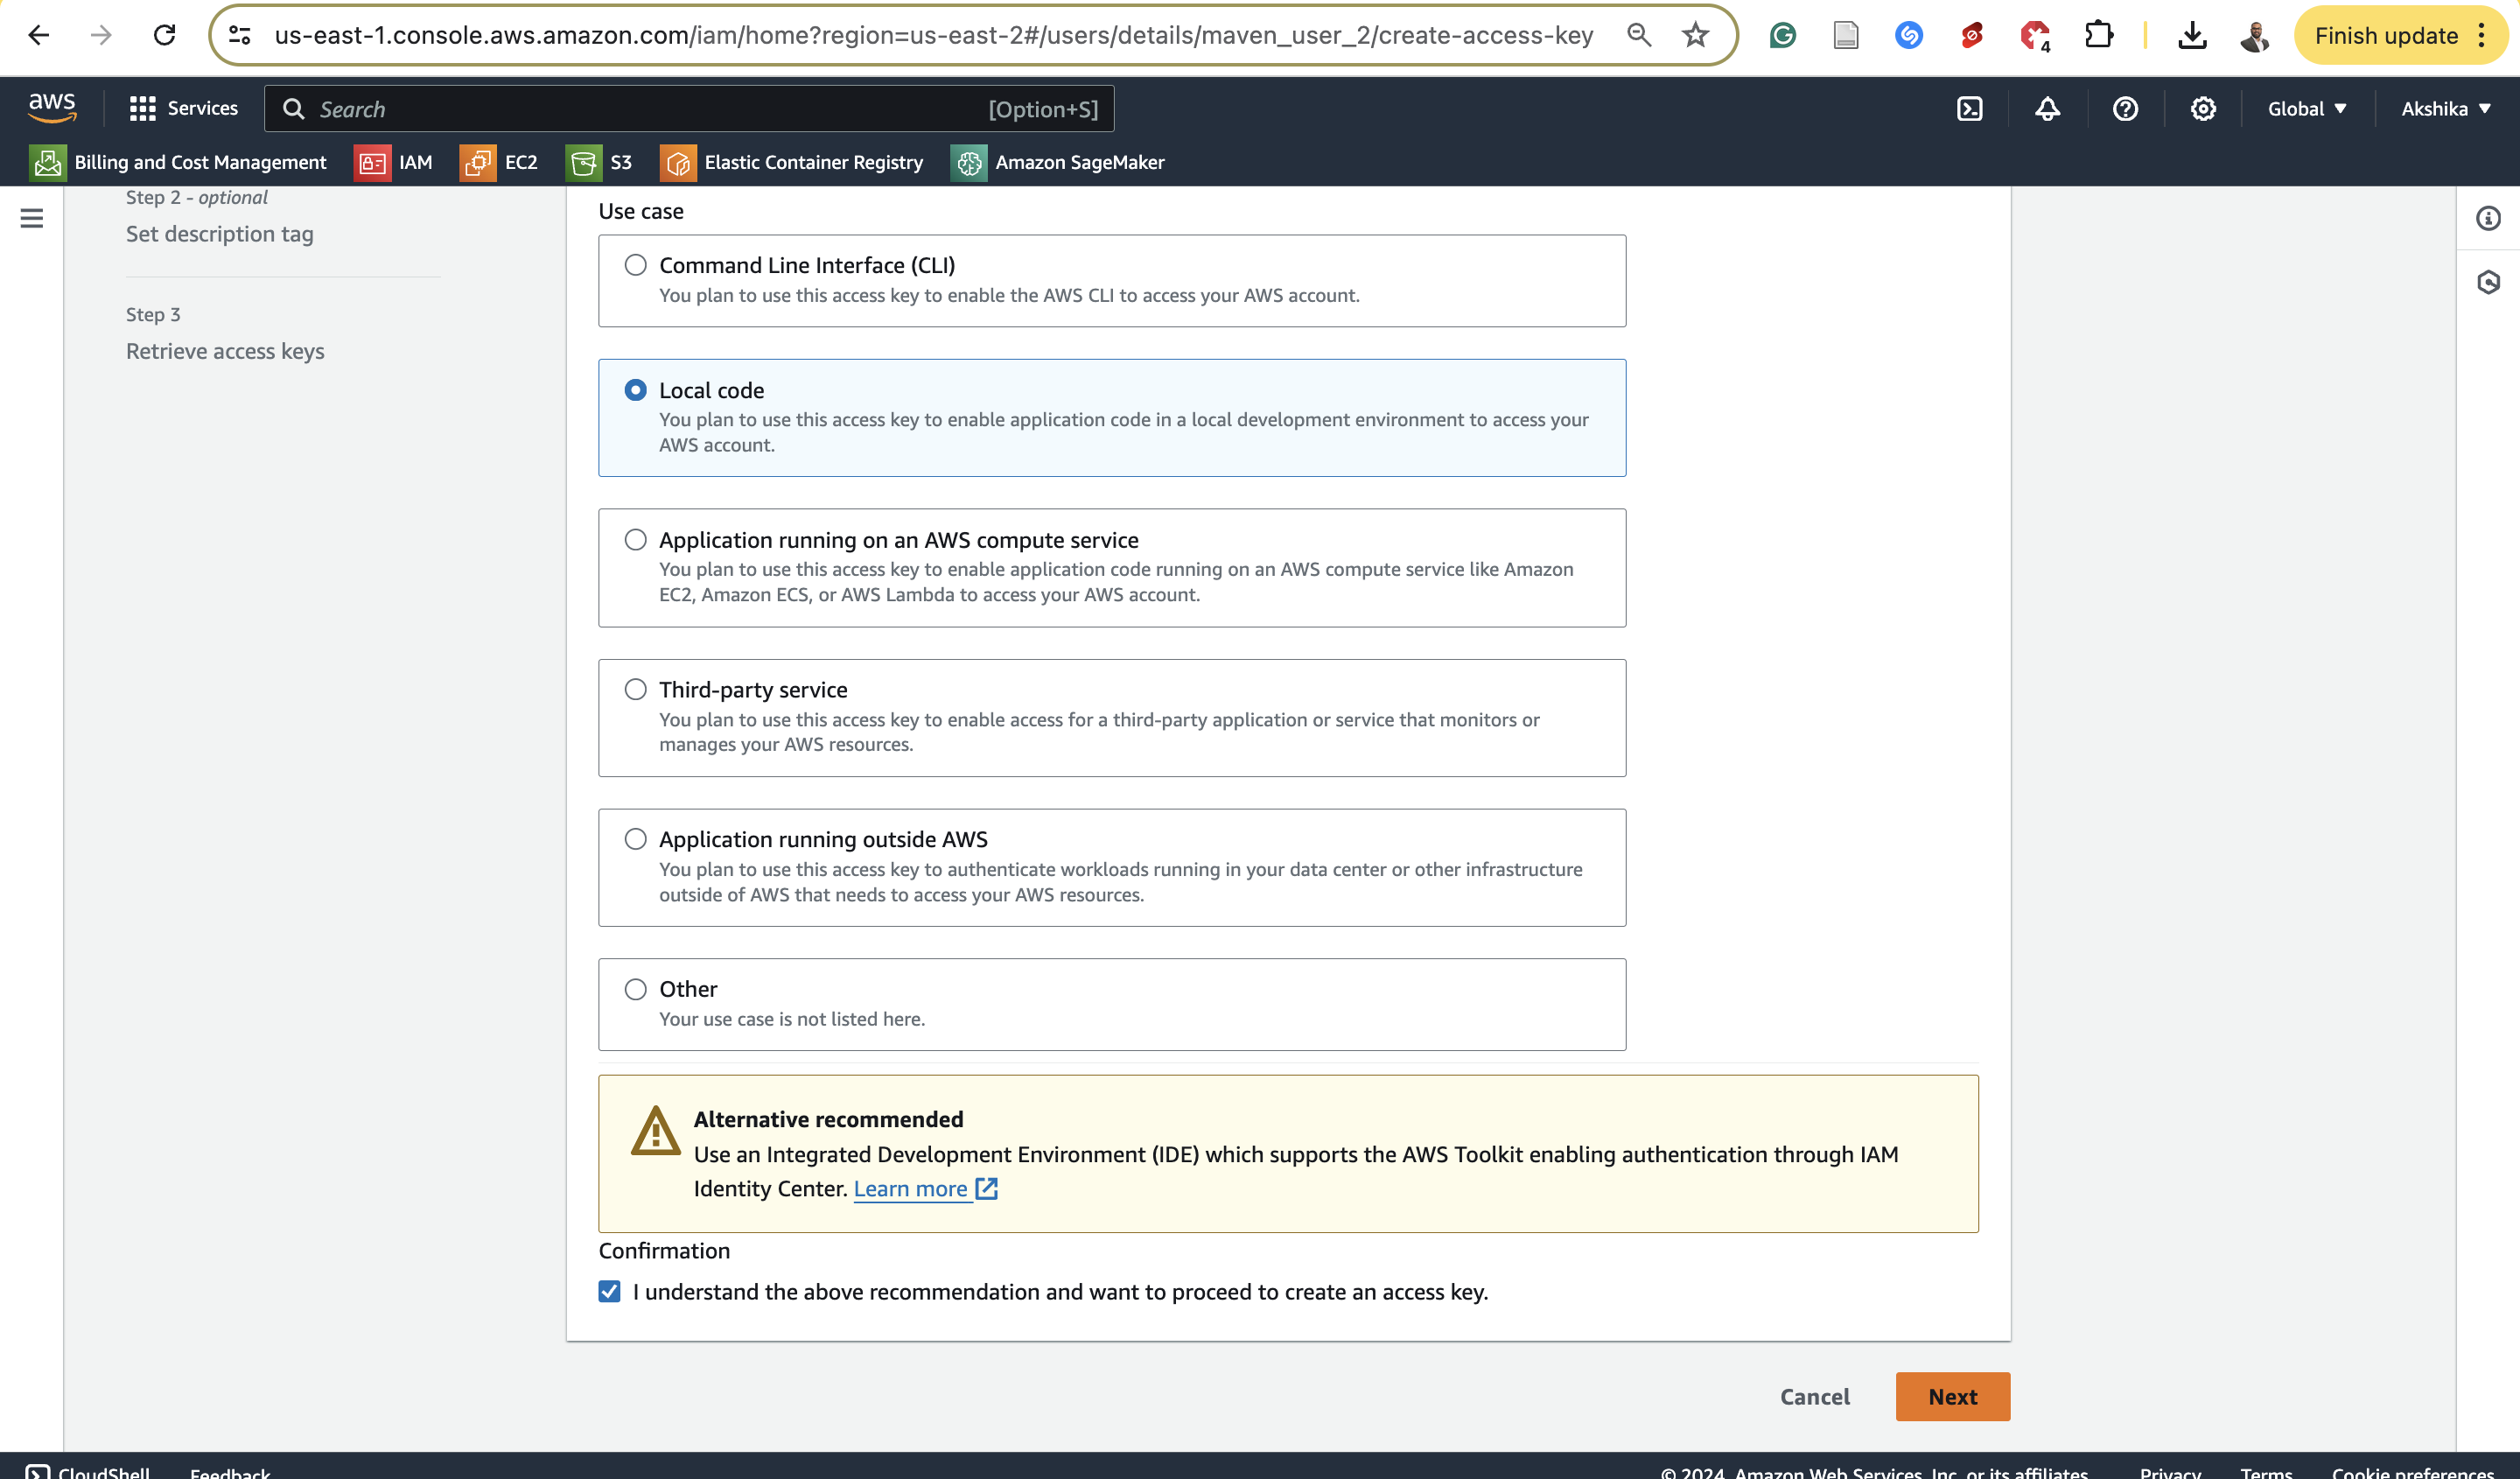 us-east-1.console.aws.amazon.com/iam/home?region=us-east-2#/users/details/maven_user_2/create-access-key
4
Finish update
aws
Services
Search
[Option+S]
Global
Akshika
Billing and Cost Management
IAM
EC2
S3
Elastic Container Registry
Amazon SageMaker
Step 2 - optional
Set description tag
Step 3
Retrieve access keys
Use case
Command Line Interface (CLI)
You plan to use this access key to enable the AWS CLI to access your AWS account.
Local code
You plan to use this access key to enable application code in a local development environment to access your
AWS account.
Application running on an AWS compute service
You plan to use this access key to enable application code running on an AWS compute service like Amazon
EC2, Amazon ECS, or AWS Lambda to access your AWS account.
Third-party service
You plan to use this access key to enable access for a third-party application or service that monitors or
manages your AWS resources.
Application running outside AWS
You plan to use this access key to authenticate workloads running in your data center or other infrastructure
outside of AWS that needs to access your AWS resources.
Other
Your use case is not listed here.
Alternative recommended
Use an Integrated Development Environment (IDE) which supports the AWS Toolkit enabling authentication through IAM
Identity Center. Learn more
Confirmation
I understand the above recommendation and want to proceed to create an access key.
Cancel
Next
CloudShell
Feedback
© 2024, Amazon Web Services, Inc. or its affiliates.
Privacy
Terms
Cookie preferences